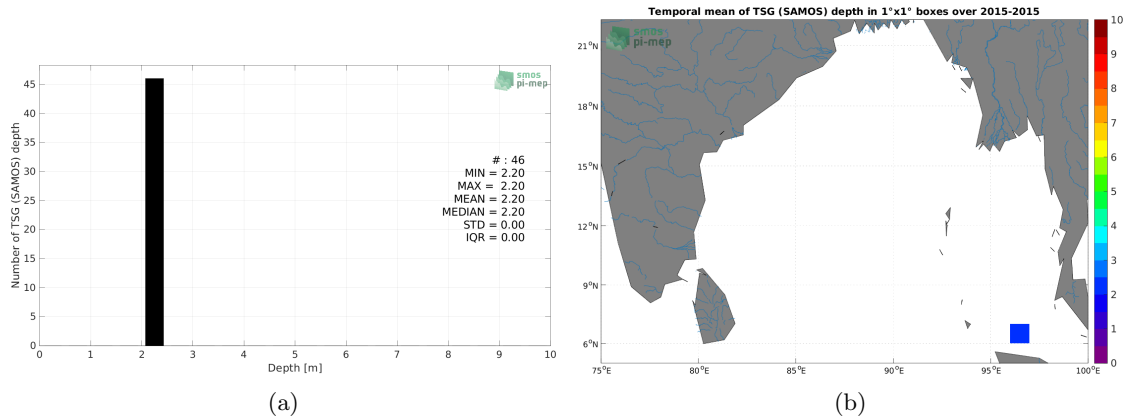 smos
pi-mep
Number of TSG (SAMOS) depth
45
40
35
30
25
20
15
10
5
0
# : 46
MIN = 2.20
MAX = 2.20
MEAN = 2.20
MEDIAN = 2.20
STD = 0.00
IQR = 0.00
0 1 2 3 4 5 6 7 8 9 10
Depth [m]
(a)
Temporal mean of TSG (SAMOS) depth in 1°x1° boxes over 2015-2015
smos
pi-mep
21°N
18°N
15°N
12°N
9°N
6°N
75°E 80°E 85°E 90°E 95°E 100°E
10
9
8
7
6
5
4
3
2
1
0
(b)